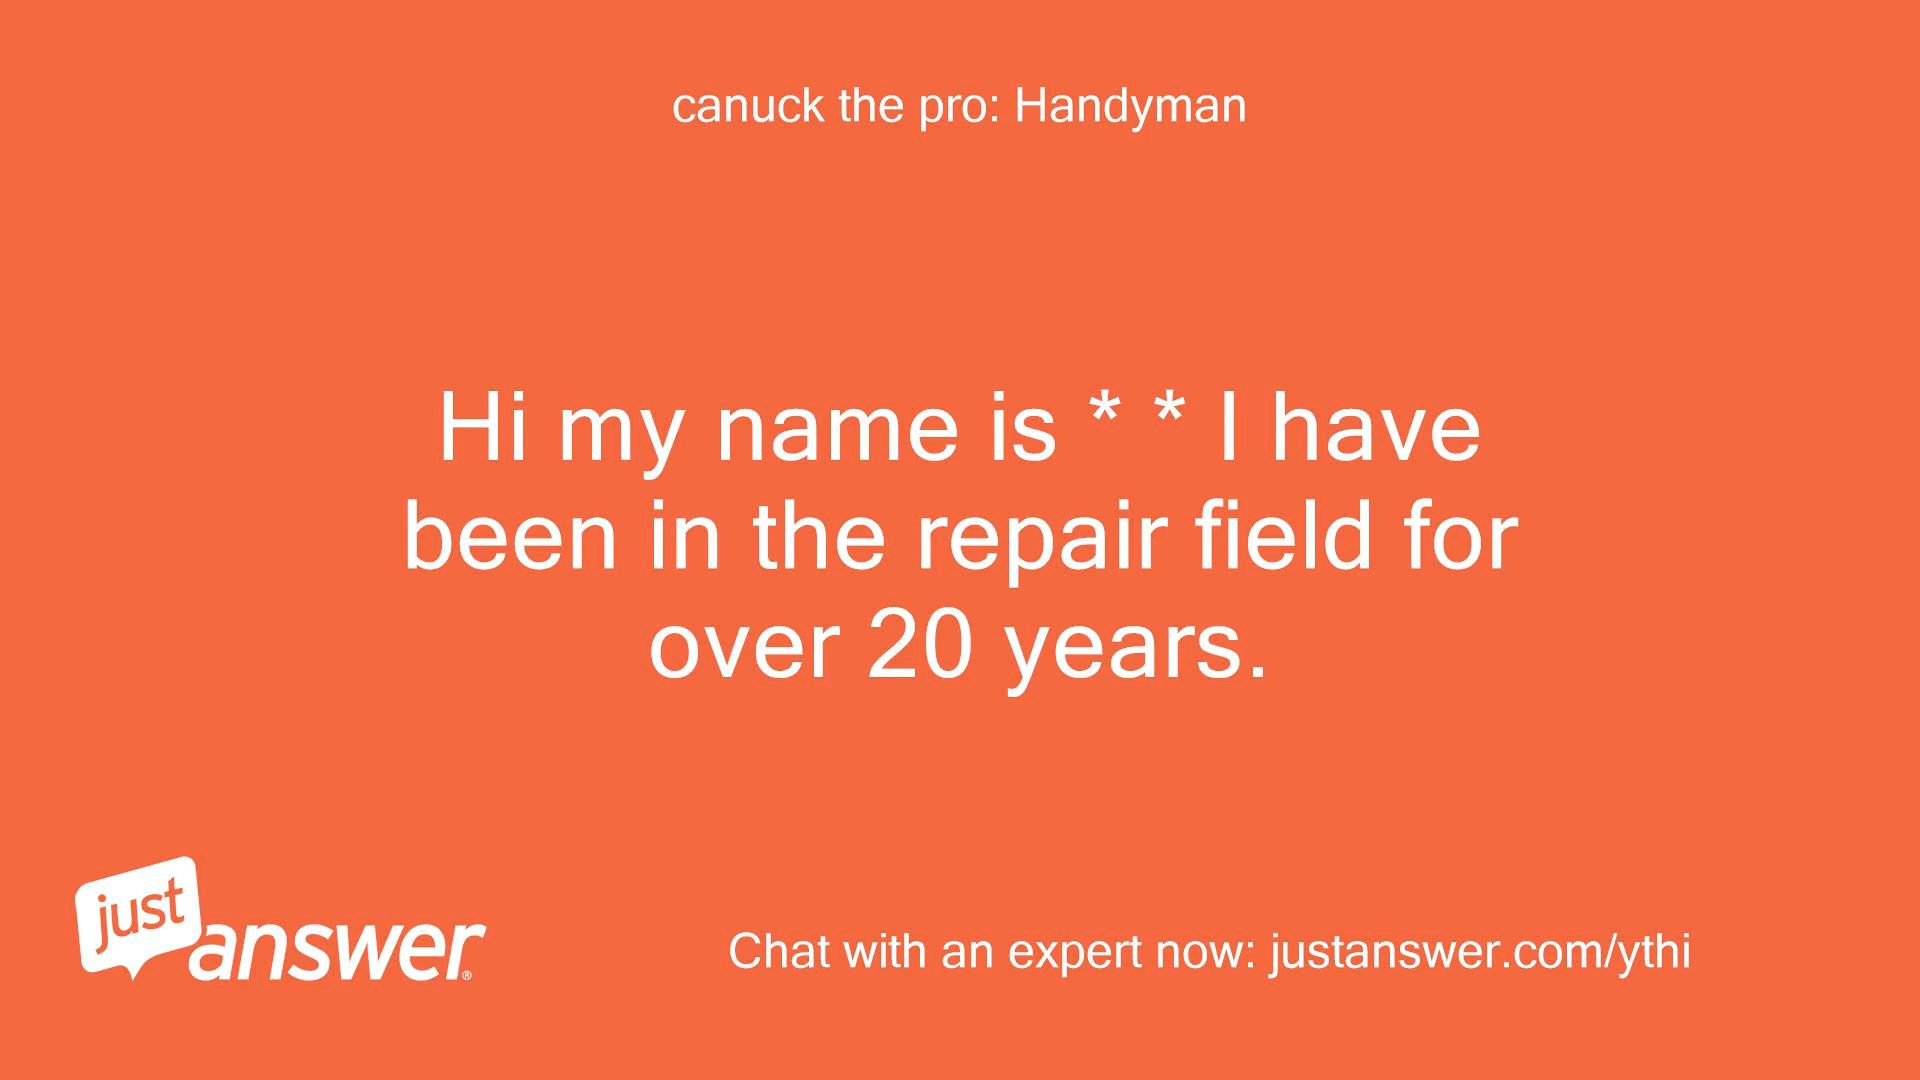 canuck the pro: Handyman
Hi my name is * * I have
been in the repair field for
over 20 years.
just
answer®
Chat with an expert now: justanswer.com/ythi